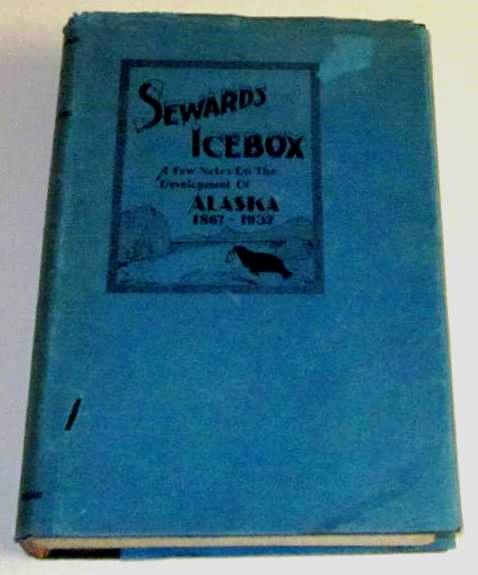 SEWARDS
ICEBOX
A Few Notes On The
Development Of
ALASKA
1867 - 1932